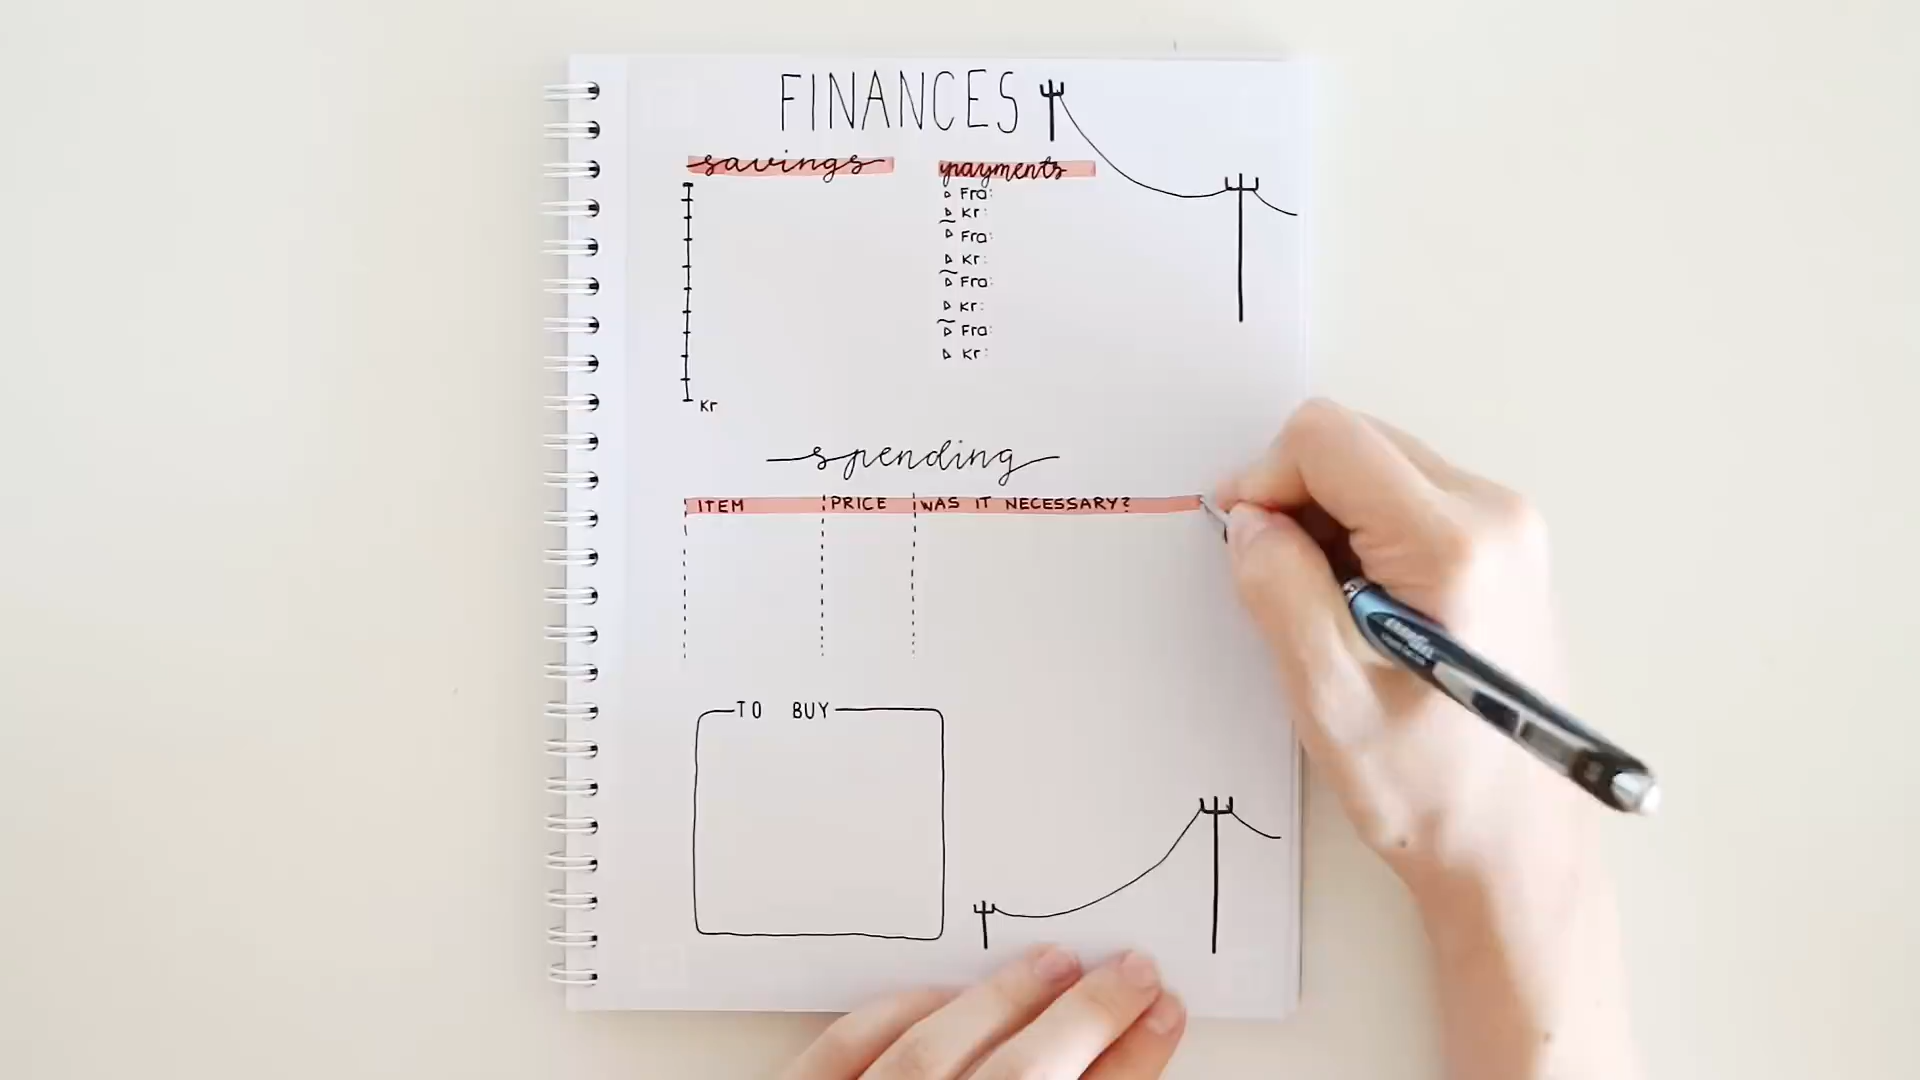 FINANCES
savings
Kr
payments
Fra:
Kr:
Fra:
Kr:
Fra:
Kr:
Fra:
Kr:
spending
ITEM PRICE WAS IT NECESSARY?
TO BUY